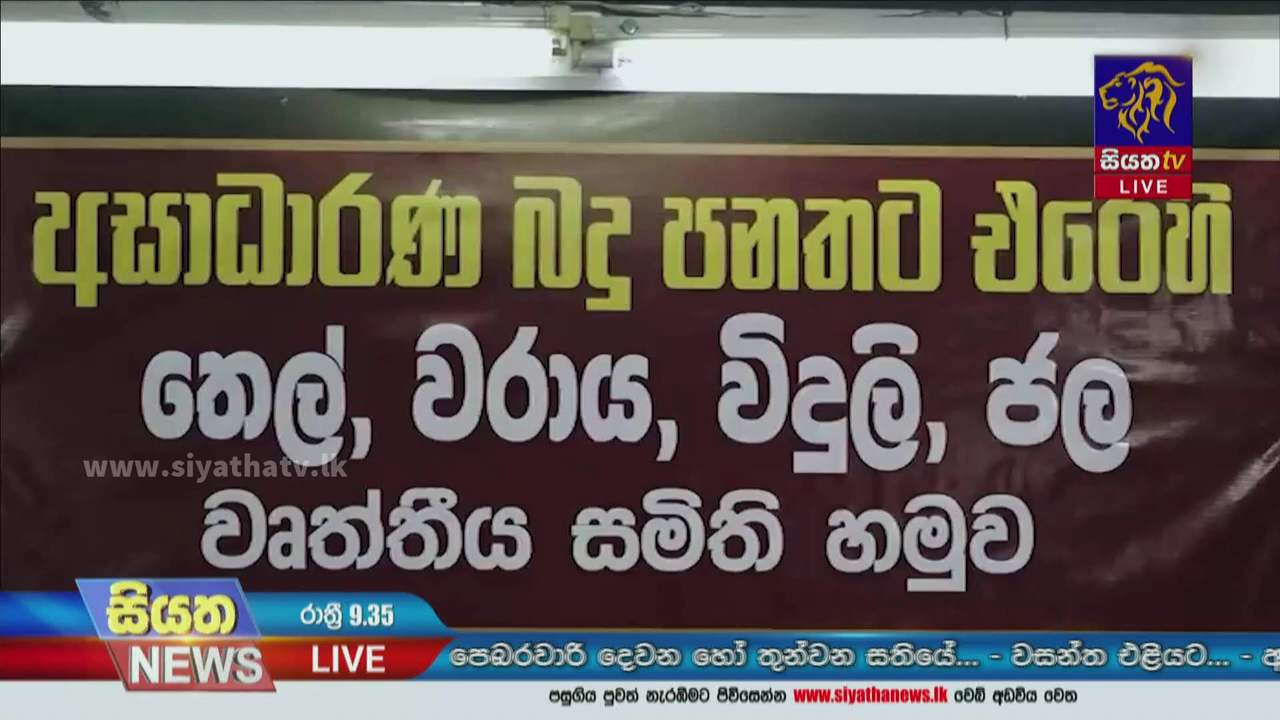 සියත tv
LIVE
අසාධාරණ බදු පනතට එරෙහි
තෙල්, වරාය, විදුලි, ජල
www.siyathatv.lk
වෘත්තීය සමිති හමුව
සියත රාත්‍රී 9.35
NEWS LIVE
පෙබරවාරී දෙවන හෝ තුන්වන සතියේ... - වසන්ත එළියට... -
පසුගිය පුවත් නැරඹීමට පිවිසෙන්න www.siyathanews.lk වෙබ් අඩවිය වෙත